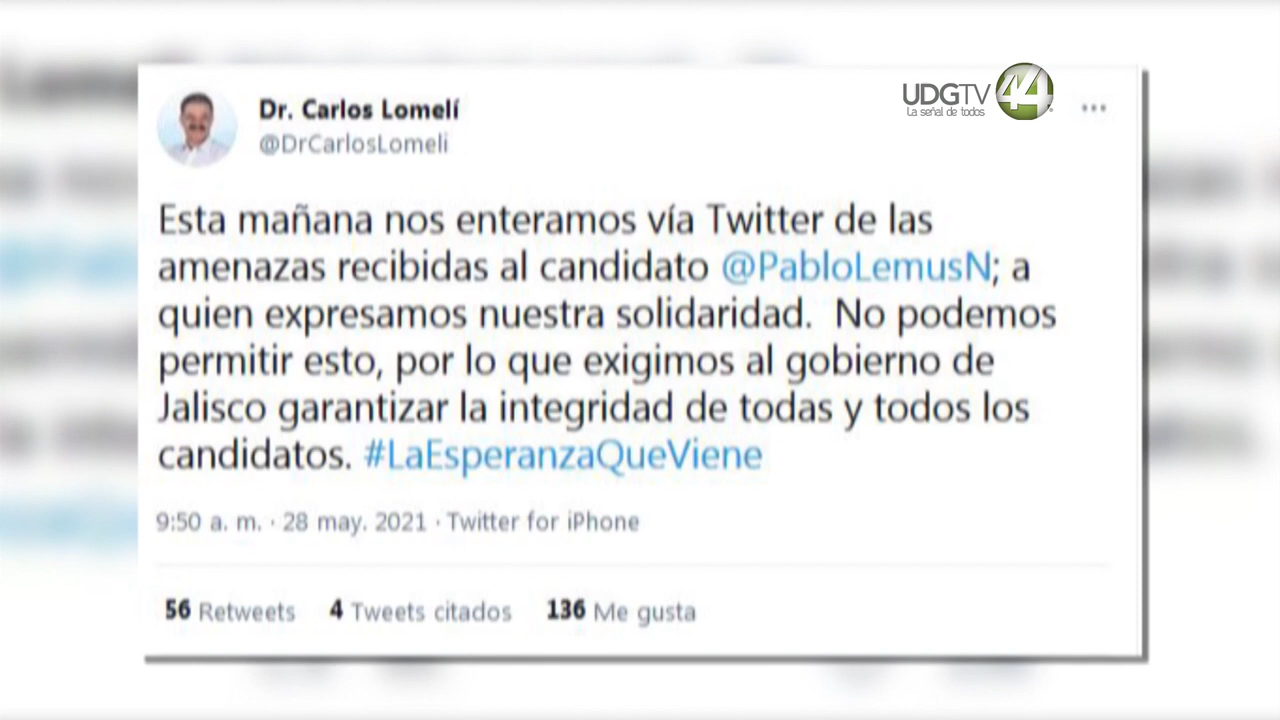 UDGTV 44
La señal de todos
Dr. Carlos Lomelí
@DrCarlosLomeli
Esta mañana nos enteramos vía Twitter de las
amenazas recibidas al candidato @PabloLemusN; a
quien expresamos nuestra solidaridad.  No podemos
permitir esto, por lo que exigimos al gobierno de
Jalisco garantizar la integridad de todas y todos los
candidatos. #LaEsperanzaQueViene
9:50 a. m. · 28 may. 2021 · Twitter for iPhone
56 Retweets 4 Tweets citados 136 Me gusta